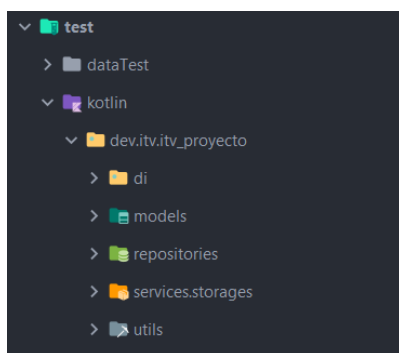 test
dataTest
kotlin
dev.itv.itv_proyecto
di
models
repositories
services.storages
utils